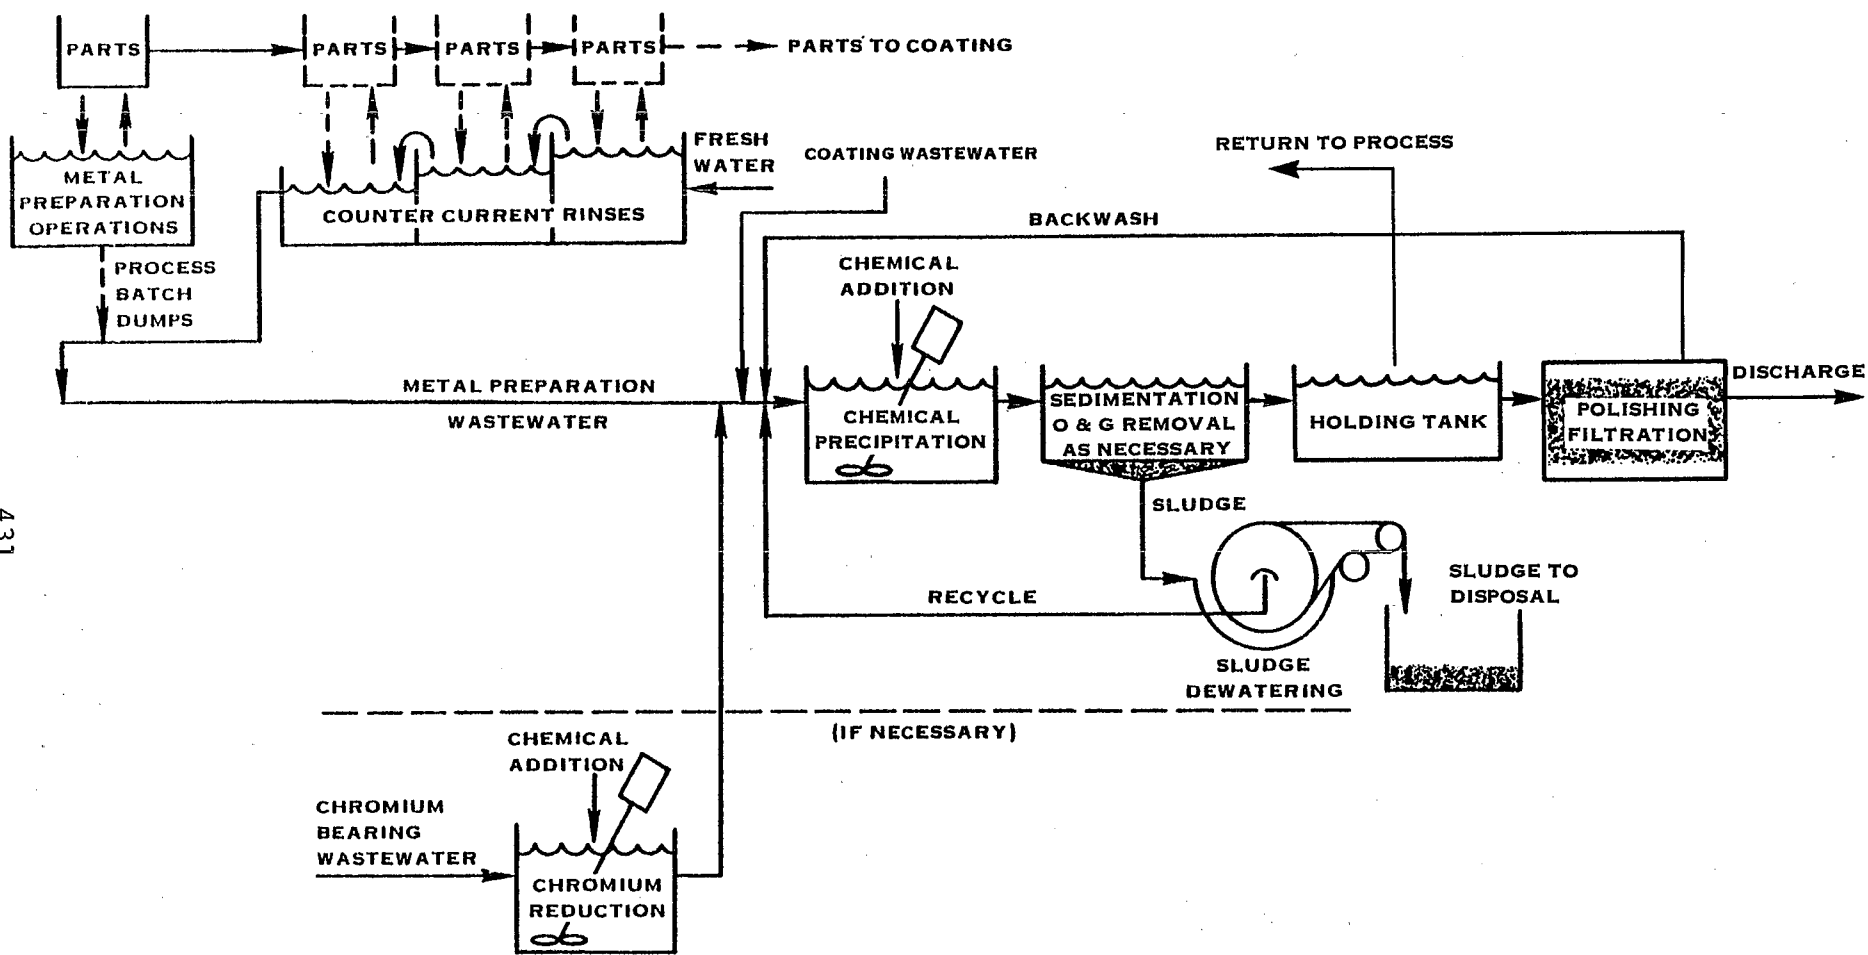 PARTS
PARTS
PARTS
PARTS
PARTS TO COATING
METAL
PREPARATION
OPERATIONS
PROCESS
BATCH
DUMPS
COUNTER CURRENT RINSES
FRESH
WATER
COATING WASTEWATER
RETURN TO PROCESS
BACKWASH
CHEMICAL
ADDITION
METAL PREPARATION
WASTEWATER
CHEMICAL
PRECIPITATION
SEDIMENTATION
O & G REMOVAL
AS NECESSARY
HOLDING TANK
POLISHING
FILTRATION
DISCHARGE
SLUDGE
RECYCLE
SLUDGE
DEWATERING
SLUDGE TO
DISPOSAL
(IF NECESSARY)
CHEMICAL
ADDITION
CHROMIUM
BEARING
WASTEWATER
CHROMIUM
REDUCTION
431